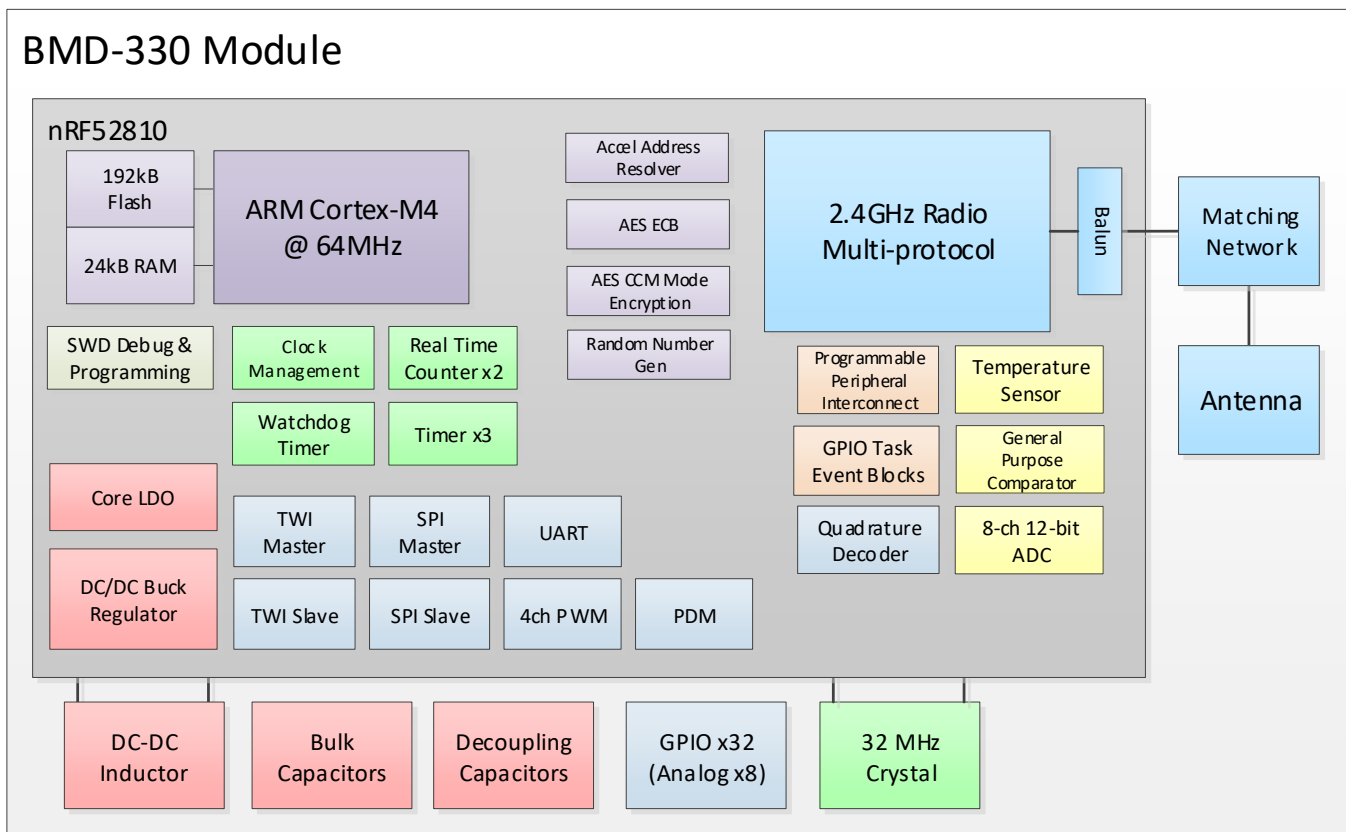 BMD-330 Module
nRF52810
192kB
Flash
24kB RAM
ARM Cortex-M4
@ 64MHz
Accel Address
Resolver
AES ECB
AES CCM Mode
Encryption
Random Number
Gen
2.4GHz Radio
Multi-protocol
Balun
Matching
Network
Antenna
SWD Debug &
Programming
Clock
Management
Real Time
Counter x2
Watchdog
Timer
Timer x3
Programmable
Peripheral
Interconnect
Temperature
Sensor
GPIO Task
Event Blocks
General
Purpose
Comparator
Quadrature
Decoder
8-ch 12-bit
ADC
Core LDO
DC/DC Buck
Regulator
TWI
Master
SPI
Master
UART
TWI Slave
SPI Slave
4ch PWM
PDM
DC-DC
Inductor
Bulk
Capacitors
Decoupling
Capacitors
GPIO x32
(Analog x8)
32 MHz
Crystal